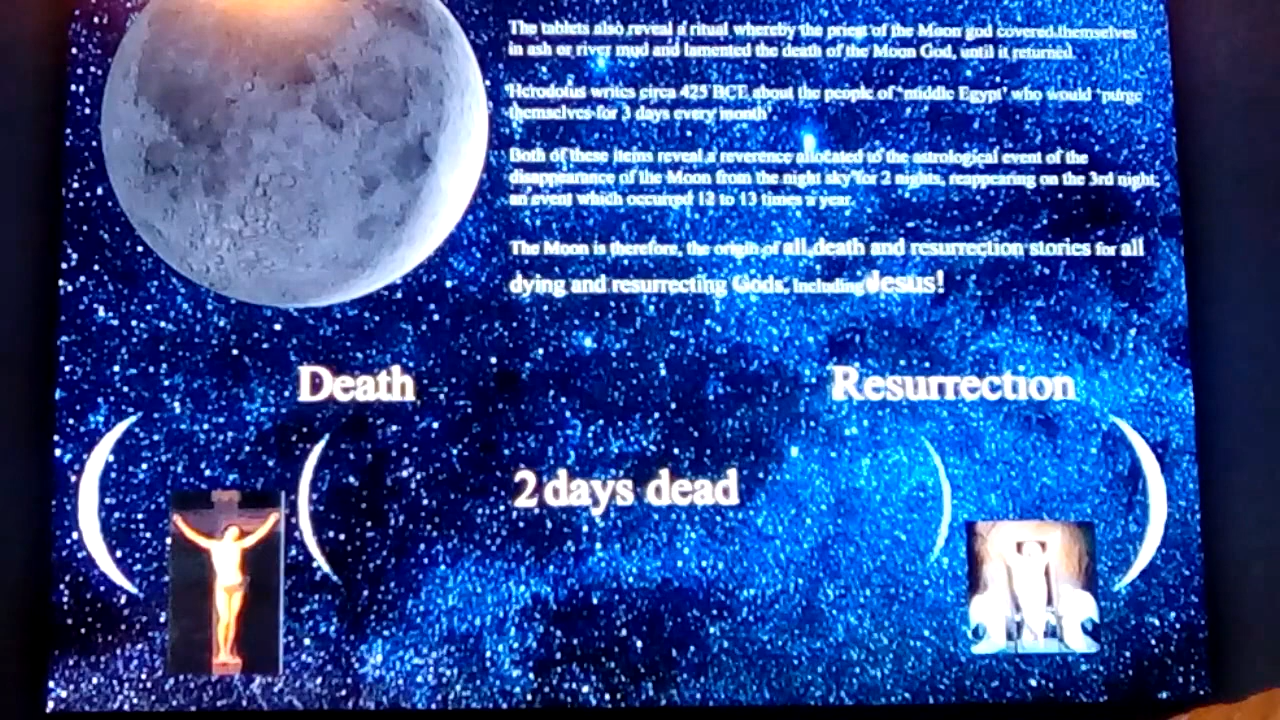 The tablets also reveal a ritual whereby the priest of the Moon god covered themselves
in ash or river mud and lamented the death of the Moon God, until it returned.
Herodotus writes circa 425 BCE about the people of 'middle Egypt' who would 'purge
themselves for 3 days every month'
Both of these items reveal a reverence allocated to the astrological event of the
disappearance of the Moon from the night sky for 2 nights, reappearing on the 3rd night,
an event which occurred 12 to 13 times a year.
The Moon is therefore, the origin of all death and resurrection stories for all
dying and resurrecting Gods, including Jesus!
Death
Resurrection
2 days dead